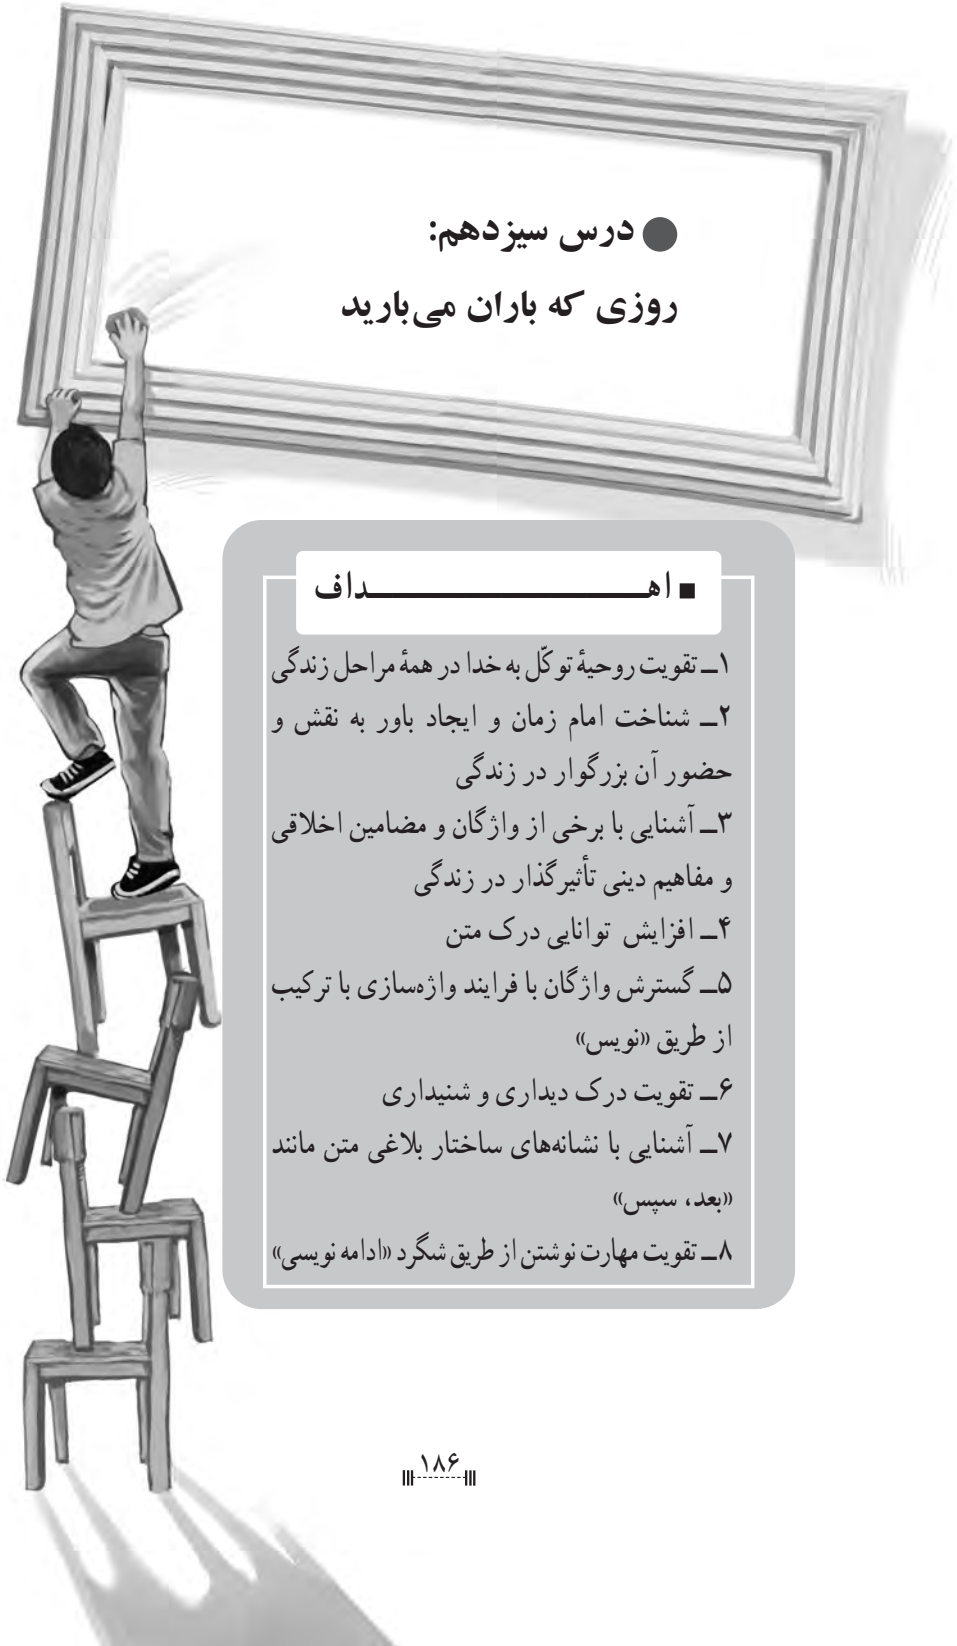 ● درس سیزدهم:
روزی که باران می‌بارید
■ اهـــــــــــــداف
۱ــ تقویت روحیهٔ توکّل به خدا در همهٔ مراحل زندگی
۲ــ شناخت امام زمان و ایجاد باور به نقش و
حضور آن بزرگوار در زندگی
۳ــ آشنایی با برخی از واژگان و مضامین اخلاقی
و مفاهیم دینی تأثیرگذار در زندگی
۴ــ افزایش توانایی درک متن
۵ــ گسترش واژگان با فرایند واژه‌سازی با ترکیب
از طریق «نویس»
۶ــ تقویت درک دیداری و شنیداری
۷ــ آشنایی با نشانه‌های ساختار بلاغی متن مانند
«بعد، سپس»
۸ــ تقویت مهارت نوشتن از طریق شگرد «ادامه نویسی»
۱۸۶